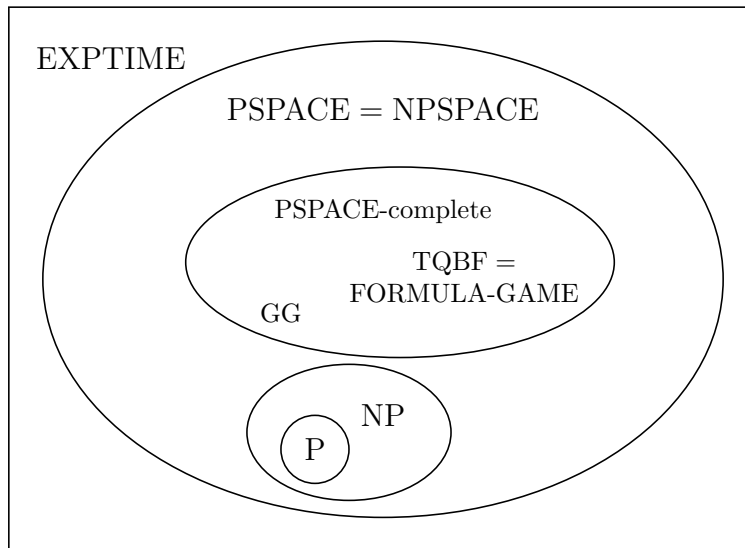 EXPTIME
PSPACE = NPSPACE
PSPACE-complete
TQBF =
FORMULA-GAME
GG
NP
P